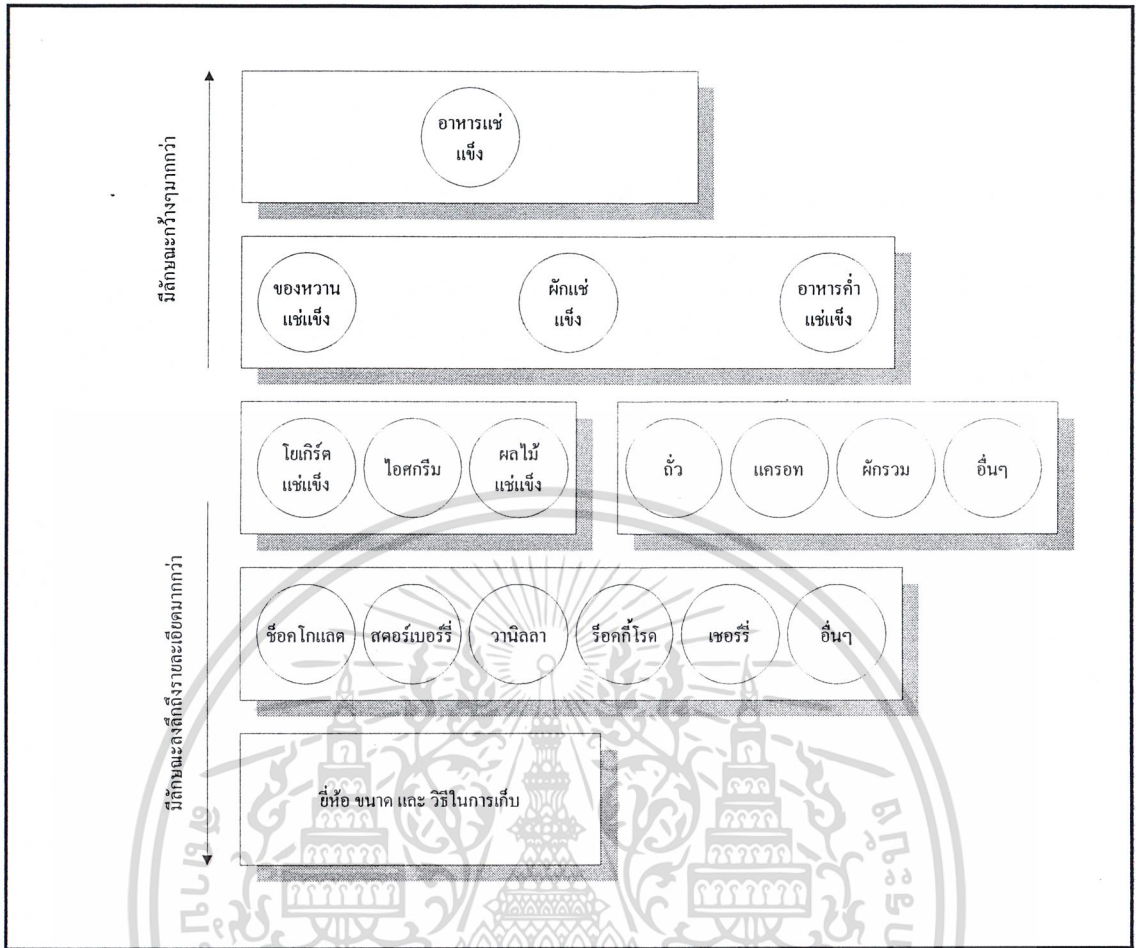 มีลักษณะกว้างๆมากกว่า
อาหารแช่
แข็ง
ของหวาน
แช่แข็ง
ผักแช่
แข็ง
อาหารค่ำ
แช่แข็ง
มีลักษณะลงลึกถึงรายละเอียดมากกว่า
โยเกิร์ต
แช่แข็ง
ไอศกรีม
ผลไม้
แช่แข็ง
ถั่ว
แครอท
ผักรวม
อื่นๆ
ช็อคโกแลต
สตอร์เบอร์รี่
วานิลลา
ร็อคกี้โรด
เชอร์รี่
อื่นๆ
ยี่ห้อ ขนาด และ วิธีในการเก็บ